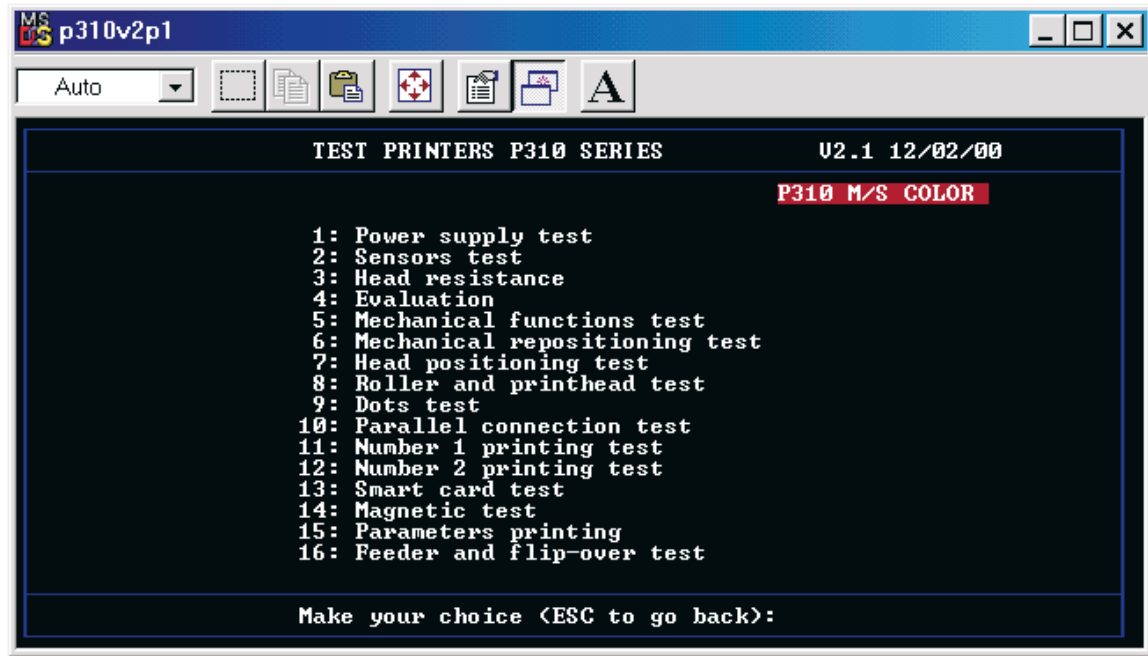 MS
DOS
p310v2p1
Auto
A
TEST PRINTERS P310 SERIES V2.1 12/02/00
P310 M/S COLOR
1: Power supply test
2: Sensors test
3: Head resistance
4: Evaluation
5: Mechanical functions test
6: Mechanical repositioning test
7: Head positioning test
8: Roller and printhead test
9: Dots test
10: Parallel connection test
11: Number 1 printing test
12: Number 2 printing test
13: Smart card test
14: Magnetic test
15: Parameters printing
16: Feeder and flip-over test
Make your choice (ESC to go back):